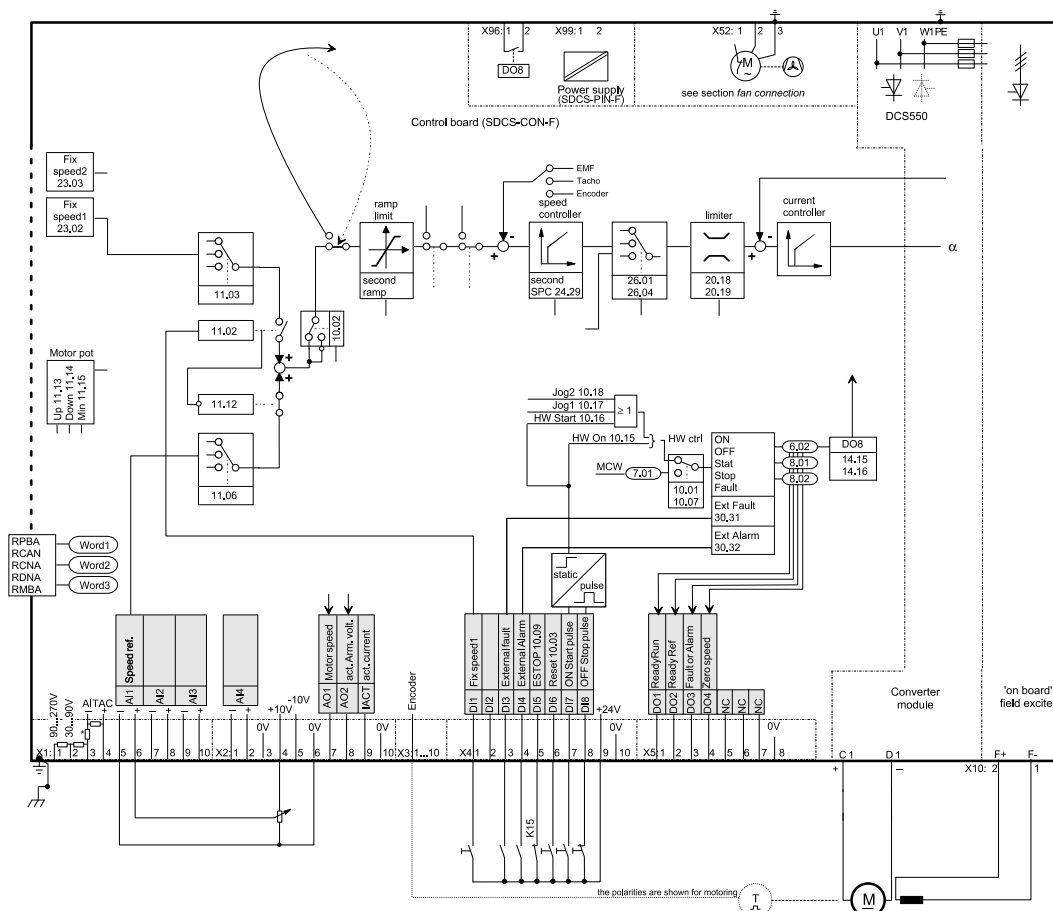 X96: 1 2
X99: 1 2
X52: 1 2 3
U1 V1 W1 PE
DO8
M
~
Power supply
(SDCS-PIN-F)
see section fan connection
DCS550
Control board (SDCS-CON-F)
Fix
speed2
23.03
Fix
speed1
23.02
EMF
Tacho
Encoder
ramp
limit
speed
controller
limiter
current
controller
-
+
-
+
α
second
ramp
second
SPC 24.29
26.01
26.04
20.18
20.19
11.03
11.02
10.02
+
+
Motor pot
Up 11.13
Down 11.14
Min 11.15
11.12
11.06
Jog2 10.18
Jog1 10.17
HW Start 10.16
≥ 1
HW On 10.15
HW ctrl
MCW
7.01
10.01
10.07
ON
OFF
Stat
Stop
Fault
Ext Fault
30.31
Ext Alarm
30.32
6.02
8.01
8.02
DO8
14.15
14.16
RPBA
RCAN
RCNA
RDNA
RMBA
Word1
Word2
Word3
static
pulse
Speed ref.
AI1
AI2
AI3
AI4
AO1 Motor speed
AO2 act. Arm. volt.
IACT act. current
Encoder
DI1 Fix speed1
DI2
DI3 External fault
DI4 External Alarm
DI5 ESTOP 10.09
DI6 Reset 10.03
DI7 ON Start pulse
DI8 OFF Stop pulse
DO1 ReadyRun
DO2 Ready Ref
DO3 Fault or Alarm
DO4 Zero speed
NC
NC
NC
Converter
module
'on board'
field excite
90...270V
30...90V
AITAC
− + − + − + − +
− +
+10V
-10V
0V
0V
0V
+24V
0V
0V
X1: 1 2 3 4 5 6 7 8 9 10
X2: 1 2 3 4 5 6 7 8 9 10
X3: 1...10
X4: 1 2 3 4 5 6 7 8 9 10
X5: 1 2 3 4 5 6 7 8
C1 D1
+ −
F+ F-
X10: 2 1
K15
the polarities are shown for motoring
T
M